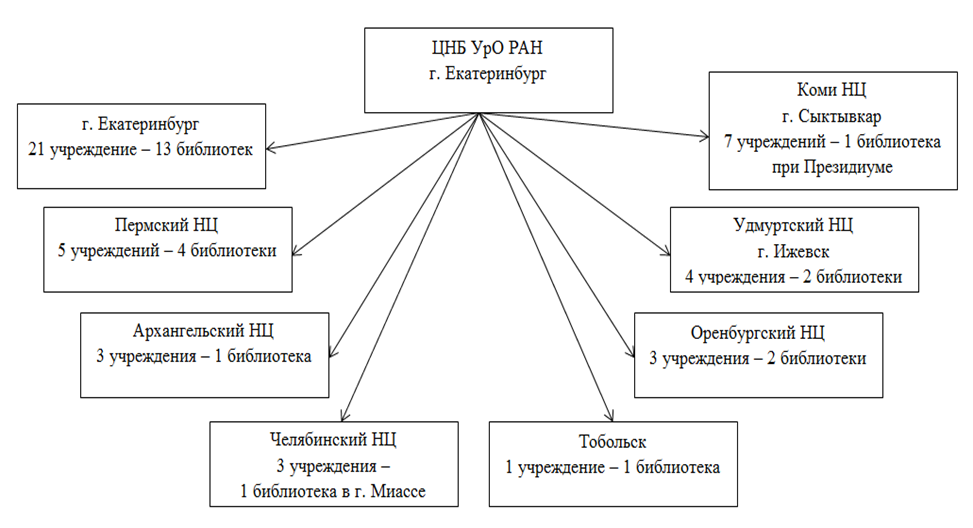 ЦНБ УрО РАН
г. Екатеринбург
г. Екатеринбург
21 учреждение – 13 библиотек
Коми НЦ
г. Сыктывкар
7 учреждений – 1 библиотека
при Президиуме
Пермский НЦ
5 учреждений – 4 библиотеки
Удмуртский НЦ
г. Ижевск
4 учреждения – 2 библиотеки
Архангельский НЦ
3 учреждения – 1 библиотека
Оренбургский НЦ
3 учреждения – 2 библиотеки
Челябинский НЦ
3 учреждения –
1 библиотека в г. Миассе
Тобольск
1 учреждение – 1 библиотека